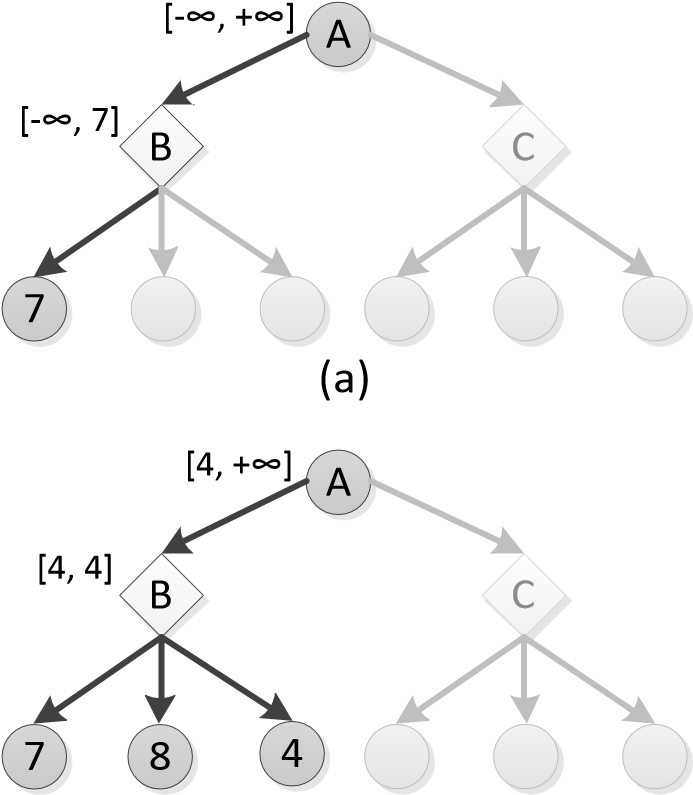 [-∞, +∞] A
[-∞, 7] B C
7
(a)
[4, +∞] A
[4, 4] B C
7 8 4